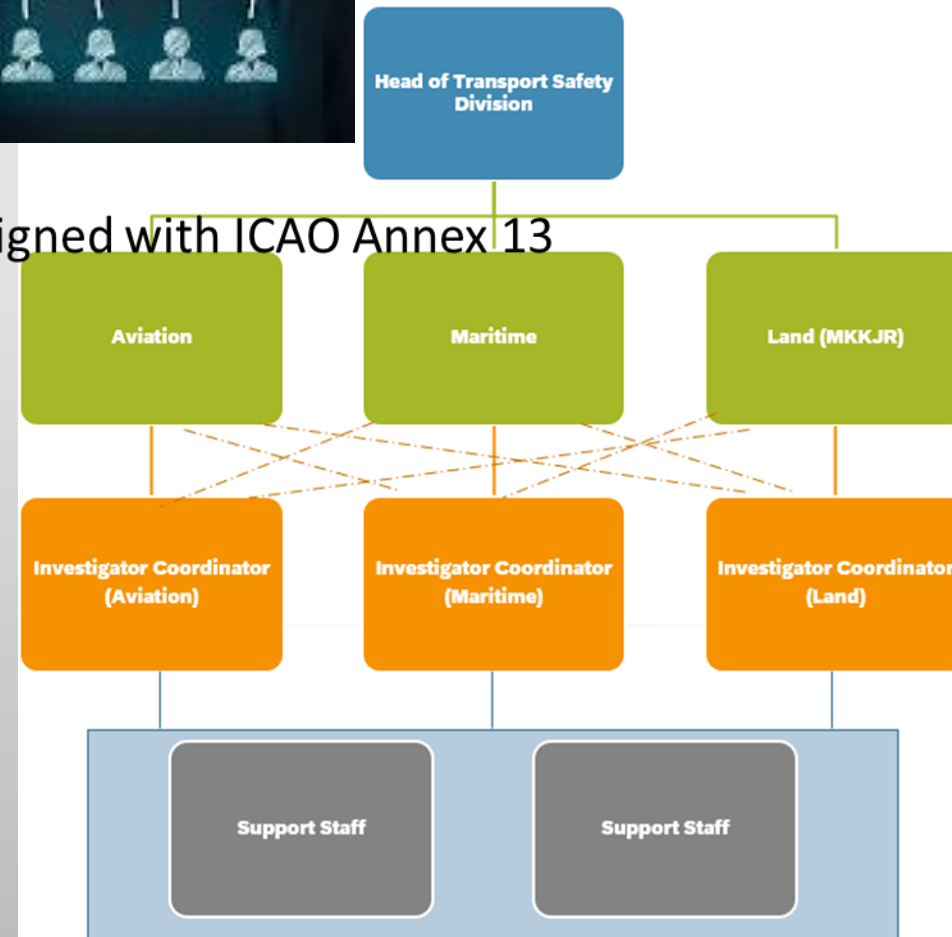 Head of Transport Safety
Division
igned with ICAO Annex 13
Aviation
Maritime
Land (MKKJR)
Investigator Coordinator
(Aviation)
Investigator Coordinator
(Maritime)
Investigator Coordinator
(Land)
Support Staff
Support Staff